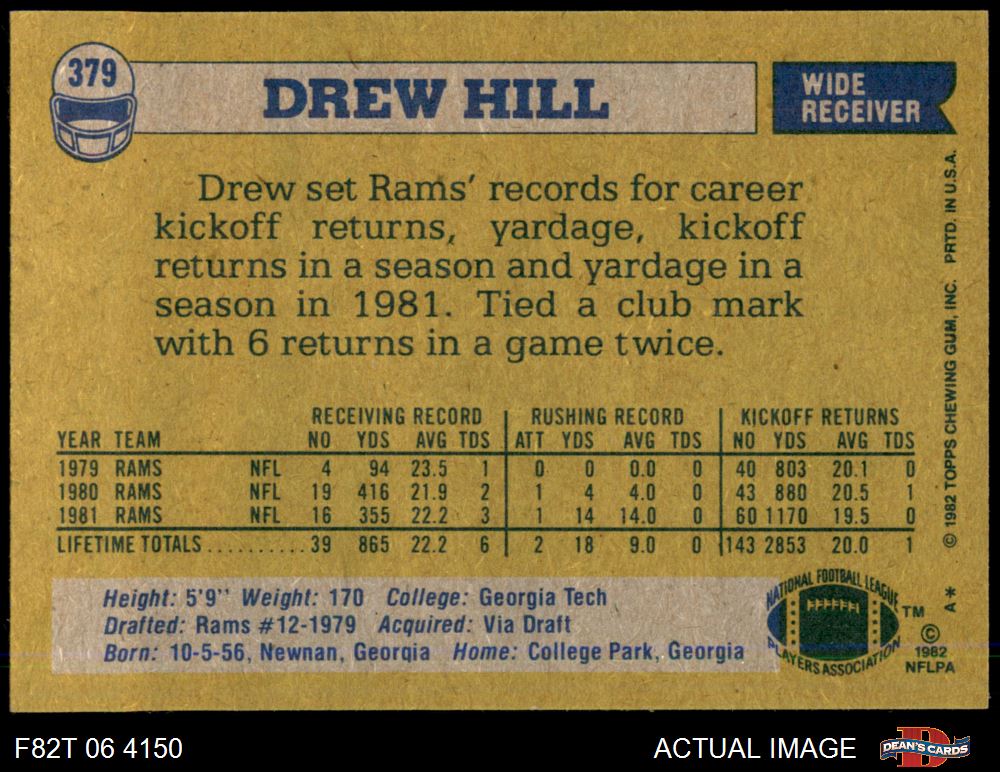 379
DREW HILL
WIDE
RECEIVER
Drew set Rams' records for career
kickoff returns, yardage, kickoff
returns in a season and yardage in a
season in 1981. Tied a club mark
with 6 returns in a game twice.
RECEIVING RECORD RUSHING RECORD KICKOFF RETURNS
YEAR TEAM NO YDS AVG TDS ATT YDS AVG TDS NO YDS AVG TDS
1979 RAMS NFL 4 94 23.5 1 0 0 0.0 0 40 803 20.1 0
1980 RAMS NFL 19 416 21.9 2 1 4 4.0 0 43 880 20.5 1
1981 RAMS NFL 16 355 22.2 3 1 14 14.0 0 60 1170 19.5 0
LIFETIME TOTALS.......... 39 865 22.2 6 2 18 9.0 0 143 2853 20.0 1
Height: 5'9" Weight: 170 College: Georgia Tech
Drafted: Rams #12-1979 Acquired: Via Draft
Born: 10-5-56, Newnan, Georgia Home: College Park, Georgia
NATIONAL FOOTBALL LEAGUE
PLAYERS ASSOCIATION
TM
©
1982
NFLPA
© 1982 TOPPS CHEWING GUM, INC. PRTD. IN U.S.A.
A *
F82T 06 4150
ACTUAL IMAGE
DEAN'S CARDS